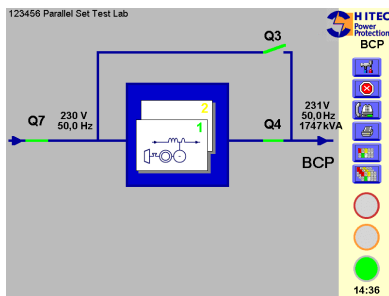 123456 Parallel Set Test Lab
HITEC
Power
Protection
BCP
Q3
Q7
230 V
50,0 Hz
2
1
Q4
231V
50,0Hz
1747kVA
BCP
14:36